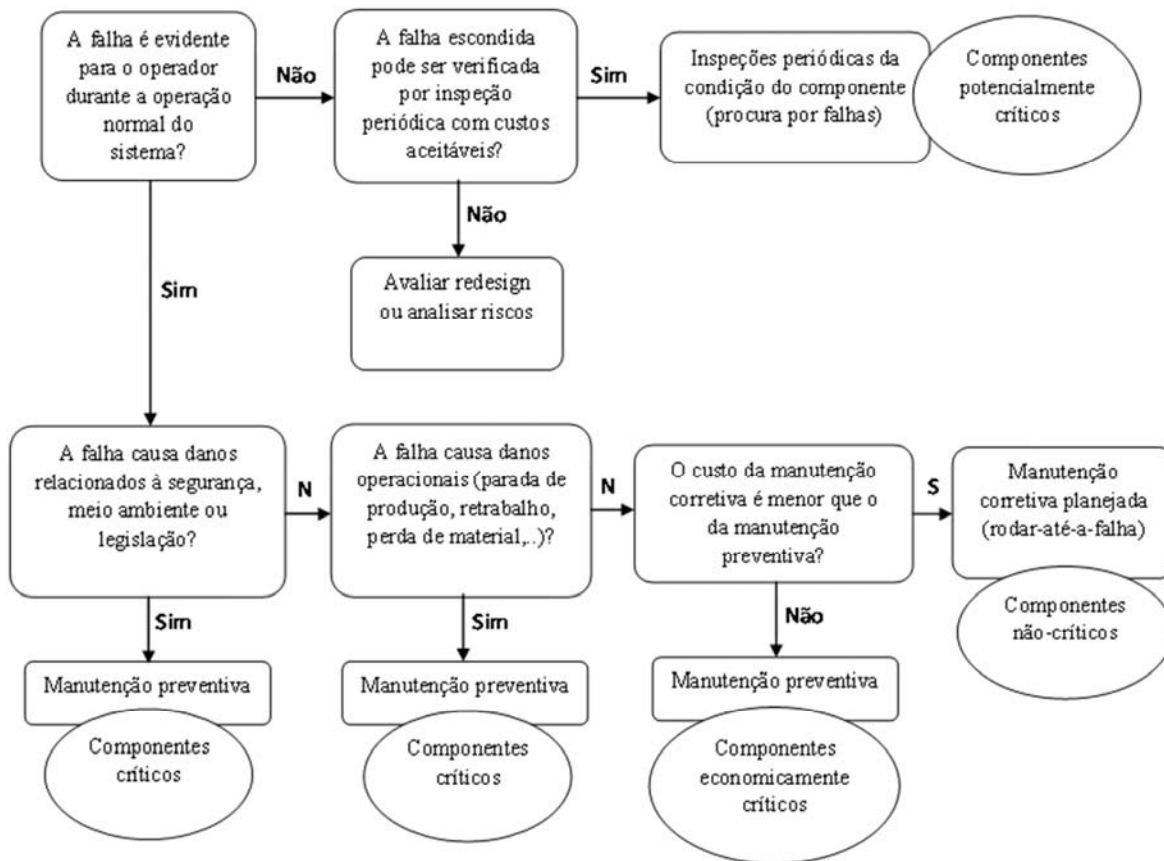 A falha é evidente
para o operador
durante a operação
normal do
sistema?
Não
A falha escondida
pode ser verificada
por inspeção
periódica com custos
aceitáveis?
Sim
Inspeções periódicas da
condição do componente
(procura por falhas)
Componentes
potencialmente
críticos
Não
Avaliar redesign
ou analisar riscos
Sim
A falha causa danos
relacionados à segurança,
meio ambiente ou
legislação?
N
A falha causa danos
operacionais (parada de
produção, retrabalho,
perda de material,..)?
N
O custo da manutenção
corretiva é menor que o
da manutenção
preventiva?
S
Manutenção
corretiva planejada
(rodar-até-a-falha)
Componentes
não-críticos
Sim
Manutenção preventiva
Componentes
críticos
Sim
Manutenção preventiva
Componentes
críticos
Não
Manutenção preventiva
Componentes
economicamente
críticos